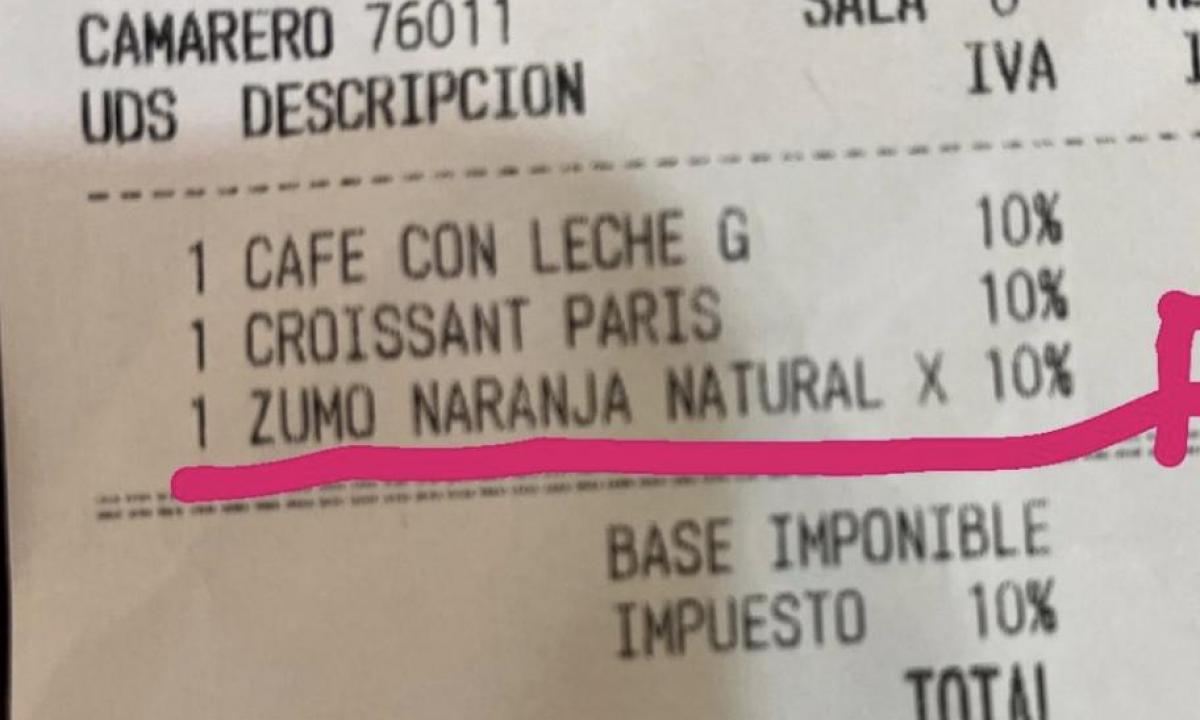 CAMARERO 76011 SALA
UDS DESCRIPCION IVA
1 CAFE CON LECHE G 10%
1 CROISSANT PARIS 10%
1 ZUMO NARANJA NATURAL X 10%
BASE IMPONIBLE
IMPUESTO 10%
TOTAL